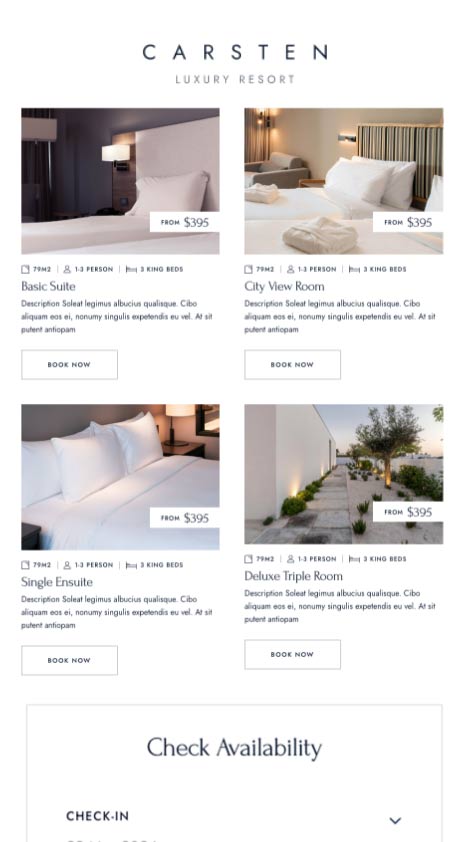 CARSTEN
LUXURY RESORT
FROM $395
79M2 1-3 PERSON 3 KING BEDS
Basic Suite
Description Soleat legimus albucius qualisque. Cibo
aliquam eos ei, nonumy singulis expetendis eu vel. At sit
putent antiopam
BOOK NOW
FROM $395
79M2 1-3 PERSON 3 KING BEDS
City View Room
Description Soleat legimus albucius qualisque. Cibo
aliquam eos ei, nonumy singulis expetendis eu vel. At sit
putent antiopam
BOOK NOW
FROM $395
79M2 1-3 PERSON 3 KING BEDS
Single Ensuite
Description Soleat legimus albucius qualisque. Cibo
aliquam eos ei, nonumy singulis expetendis eu vel. At sit
putent antiopam
BOOK NOW
FROM $395
79M2 1-3 PERSON 3 KING BEDS
Deluxe Triple Room
Description Soleat legimus albucius qualisque. Cibo
aliquam eos ei, nonumy singulis expetendis eu vel. At sit
putent antiopam
BOOK NOW
Check Availability
CHECK-IN